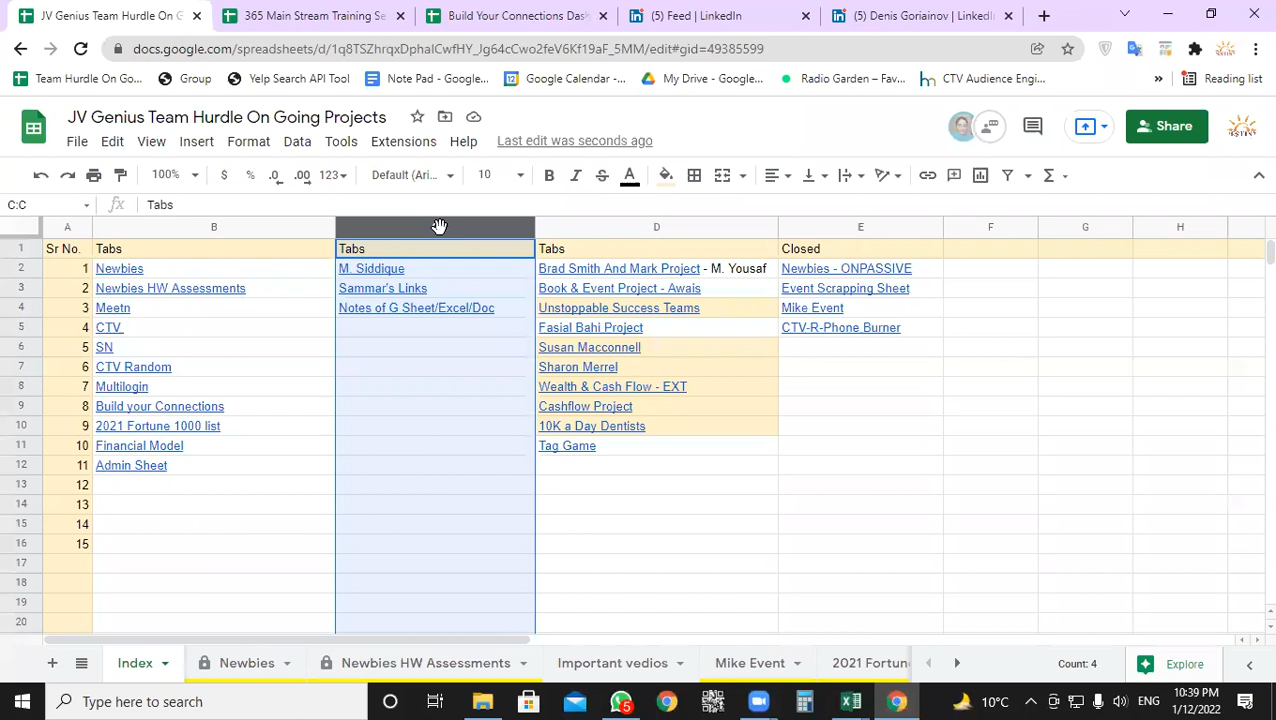 JV Genius Team Hurdle On Going P
365 Main Stream Training Se
Build Your Connections Dash
(5) Feed | LinkedIn
(5) Denis Goriainov | LinkedIn
docs.google.com/spreadsheets/d/1q8TSZhrqxDphalCwfHY_Jg64cCwo2feV6Kf19aF_5MM/edit#gid=49385599
Team Hurdle On Go...
Group
Yelp Search API Tool
Note Pad - Google...
Google Calendar -...
My Drive - Google...
Radio Garden – Fav...
CTV Audience Engi...
»
Reading list
JV Genius Team Hurdle On Going Projects
File Edit View Insert Format Data Tools Extensions Help Last edit was seconds ago
Share
100% $ % .0 .00 123 Default (Ari... 10 B I S A
C:C fx Tabs
A B D E F G H
1 Sr No. Tabs Tabs Tabs Closed
2 1 Newbies M. Siddique Brad Smith And Mark Project - M. Yousaf Newbies - ONPASSIVE
3 2 Newbies HW Assessments Sammar's Links Book & Event Project - Awais Event Scrapping Sheet
4 3 Meetn Notes of G Sheet/Excel/Doc Unstoppable Success Teams Mike Event
5 4 CTV Fasial Bahi Project CTV-R-Phone Burner
6 5 SN Susan Macconnell
7 6 CTV Random Sharon Merrel
8 7 Multilogin Wealth & Cash Flow - EXT
9 8 Build your Connections Cashflow Project
10 9 2021 Fortune 1000 list 10K a Day Dentists
11 10 Financial Model Tag Game
12 11 Admin Sheet
13 12
14 13
15 14
16 15
17
18
19
20
Index Newbies Newbies HW Assessments Important vedios Mike Event 2021 Fortun
Count: 4
Explore
Type here to search
5
10°C
ENG
10:39 PM
1/12/2022